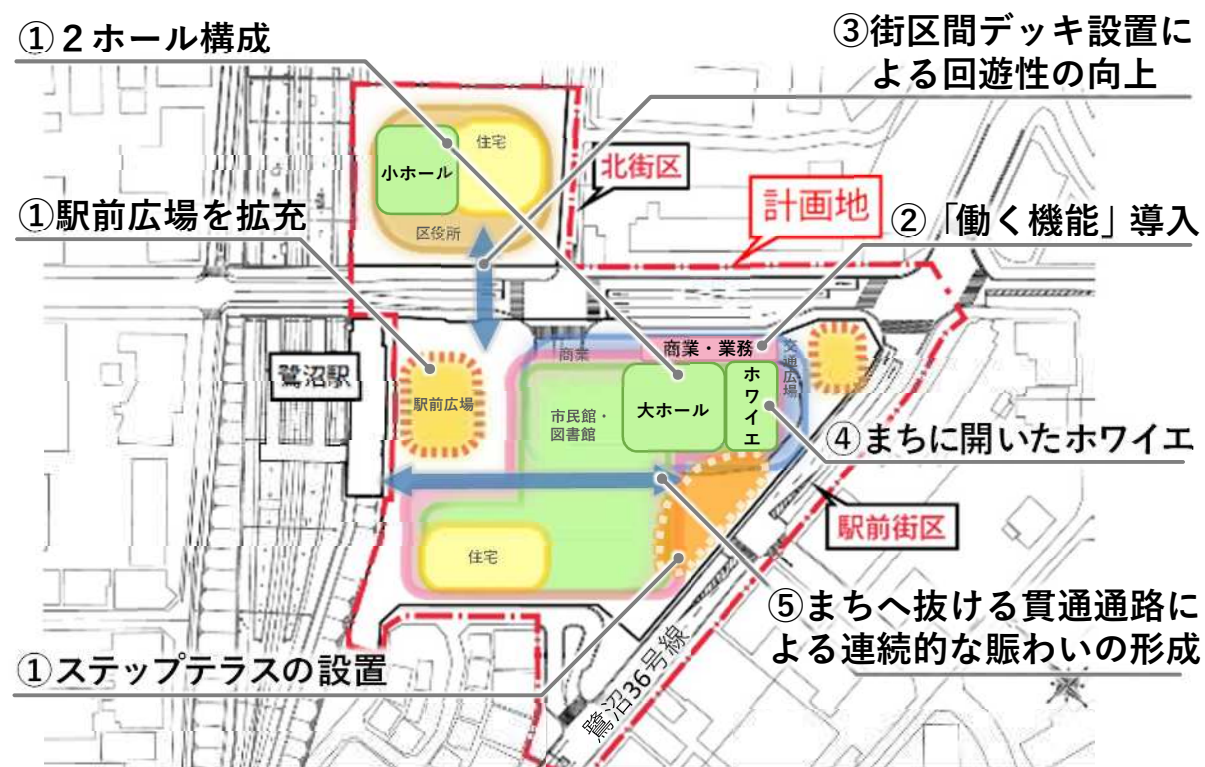 ①２ホール構成
③街区間デッキ設置に
よる回遊性の向上
住宅
小ホール
北街区
①駅前広場を拡充
計画地
②「働く機能」導入
区役所
商業
商業・業務
交通広場
鷺沼駅
ホワイエ
駅前広場
市民館・
図書館
大ホール
④まちに開いたホワイエ
駅前街区
住宅
⑤まちへ抜ける貫通通路に
よる連続的な賑わいの形成
①ステップテラスの設置
鷺沼36号線